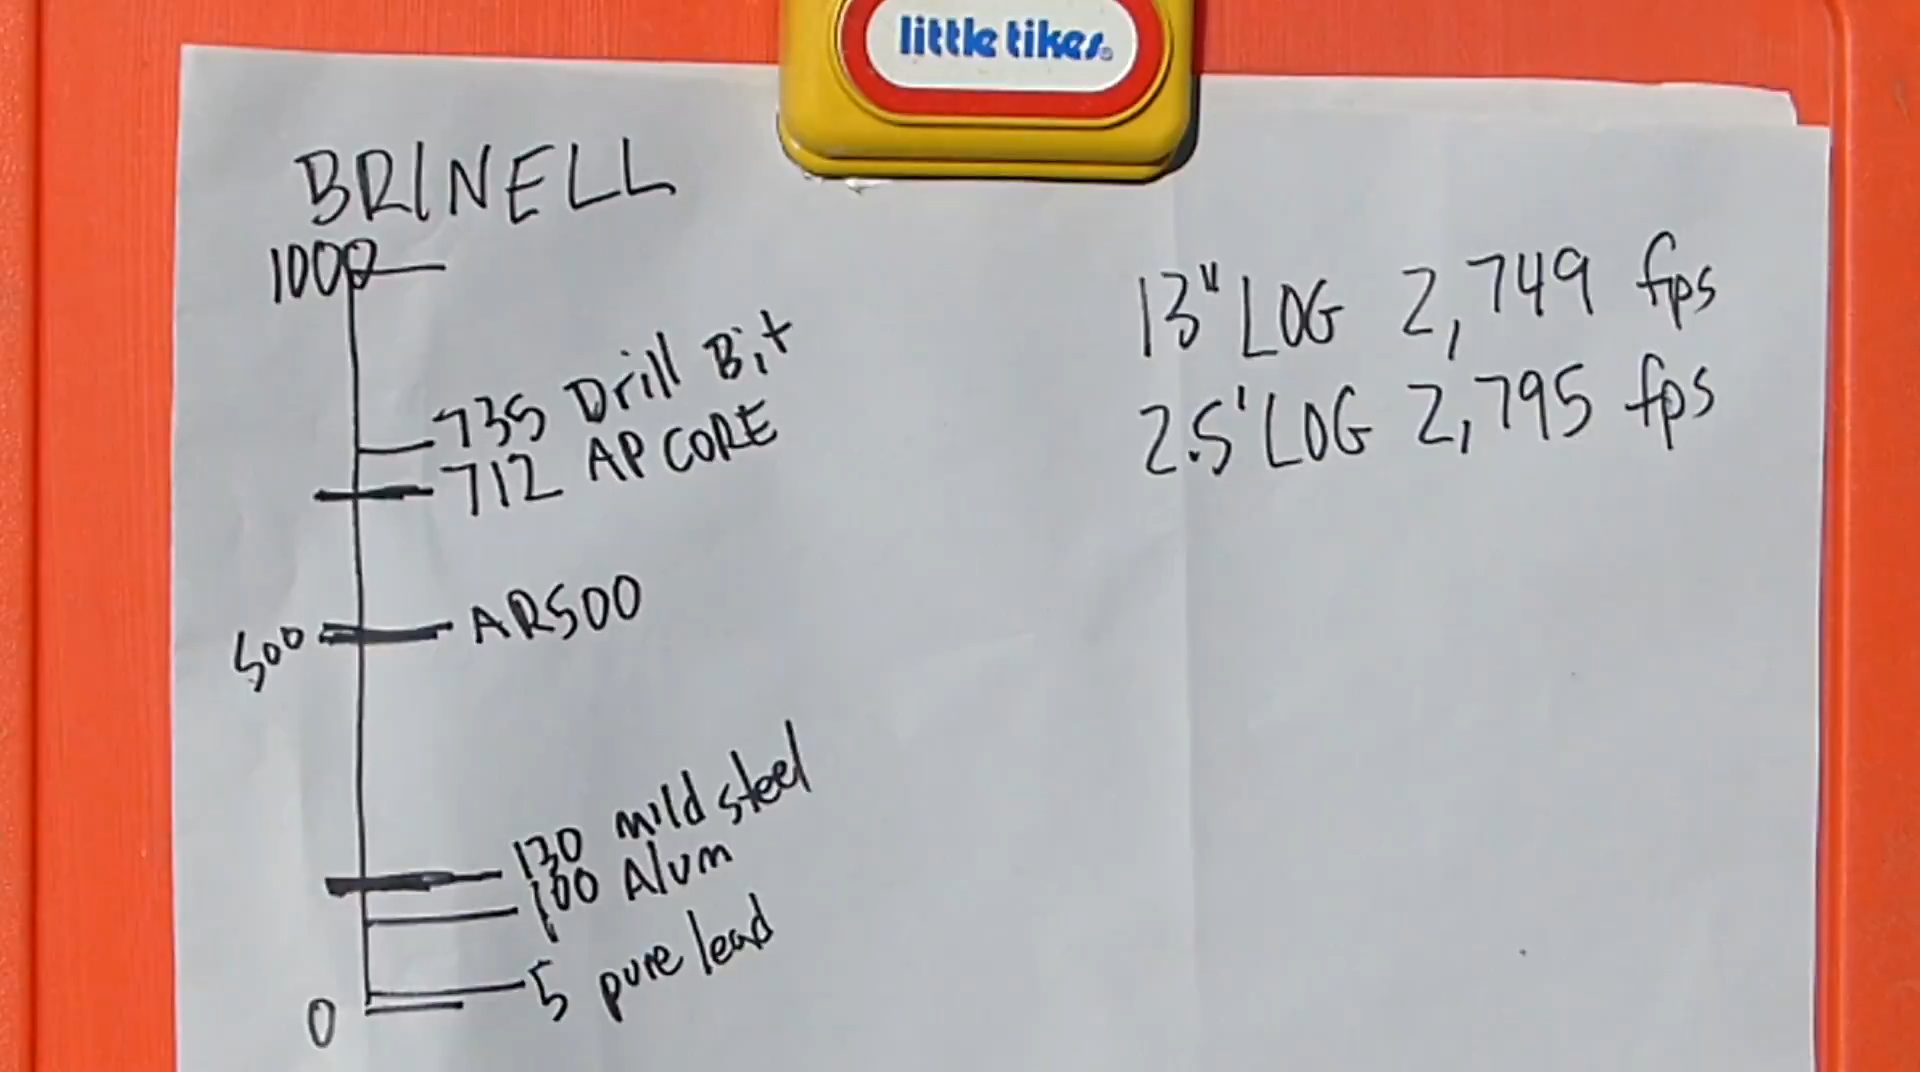 little tikes®
BRINELL
1000
735 Drill Bit
712 AP CORE
500 AR500
130 mild steel
100 Alum
5 pure lead
0
13" LOG 2,749 fps
2.5' LOG 2,795 fps